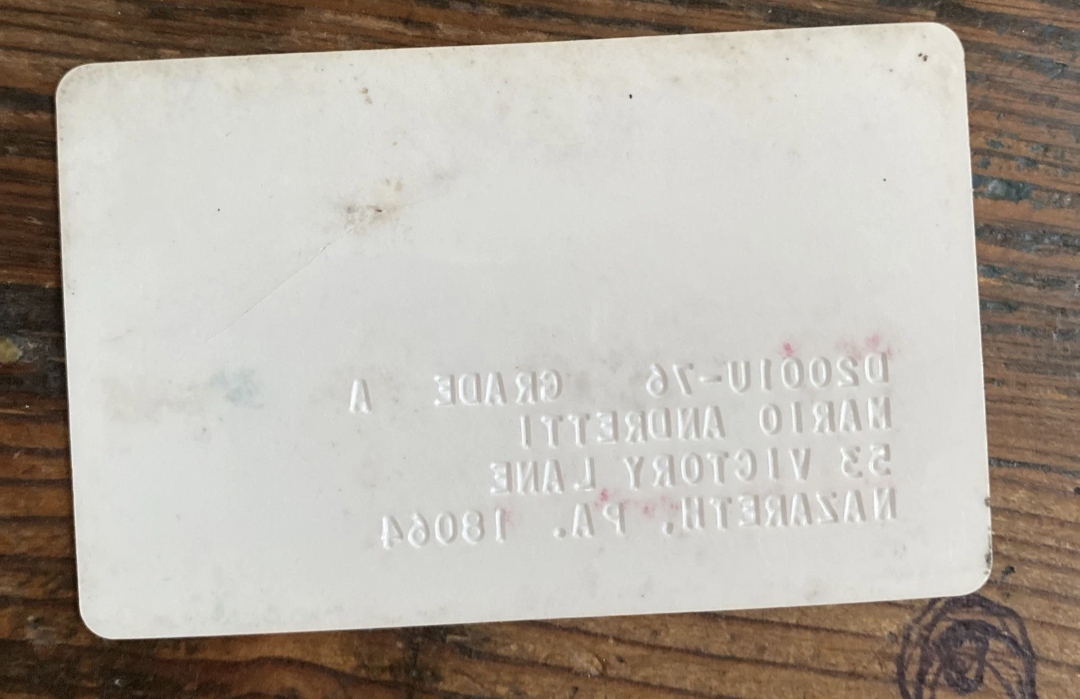 D2001U-76 GRADE A
MARIO ANDRETTI
53 VICTORY LANE
NAZARETH, PA. 18064